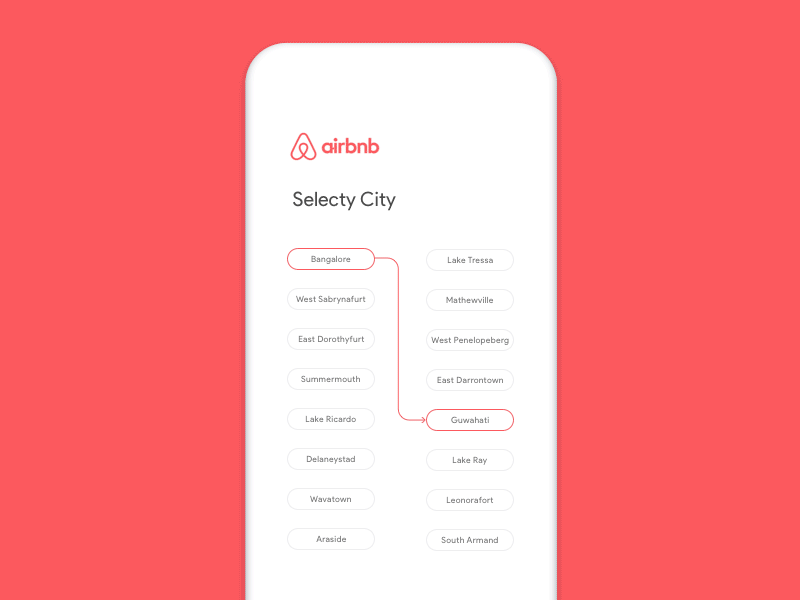 airbnb
Selecty City
Bangalore
Lake Tressa
West Sabrynafurt
Mathewville
East Dorothyfurt
West Penelopeberg
Summermouth
East Darrontown
Lake Ricardo
Guwahati
Delaneystad
Lake Ray
Wavatown
Leonorafort
Araside
South Armand